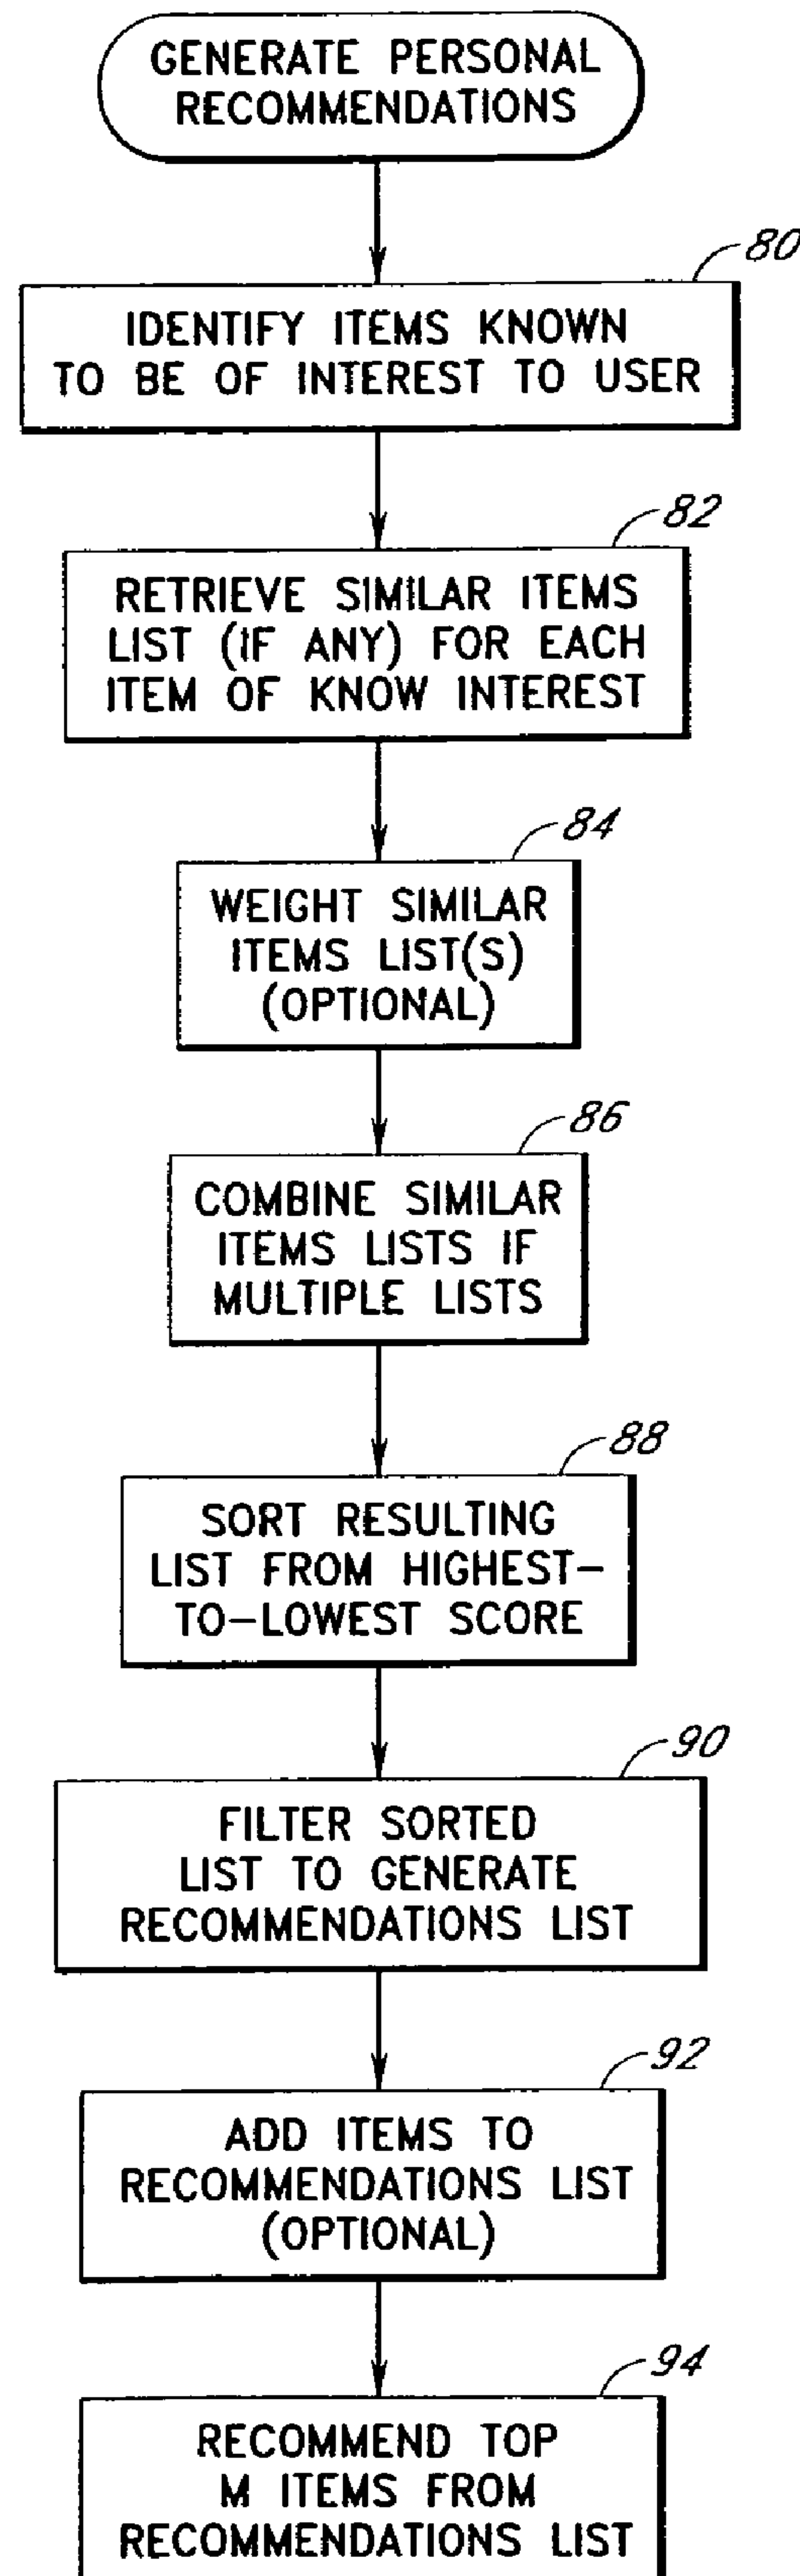 GENERATE PERSONAL
RECOMMENDATIONS
80
IDENTIFY ITEMS KNOWN
TO BE OF INTEREST TO USER
82
RETRIEVE SIMILAR ITEMS
LIST (IF ANY) FOR EACH
ITEM OF KNOW INTEREST
84
WEIGHT SIMILAR
ITEMS LIST(S)
(OPTIONAL)
86
COMBINE SIMILAR
ITEMS LISTS IF
MULTIPLE LISTS
88
SORT RESULTING
LIST FROM HIGHEST-
TO-LOWEST SCORE
90
FILTER SORTED
LIST TO GENERATE
RECOMMENDATIONS LIST
92
ADD ITEMS TO
RECOMMENDATIONS LIST
(OPTIONAL)
94
RECOMMEND TOP
M ITEMS FROM
RECOMMENDATIONS LIST